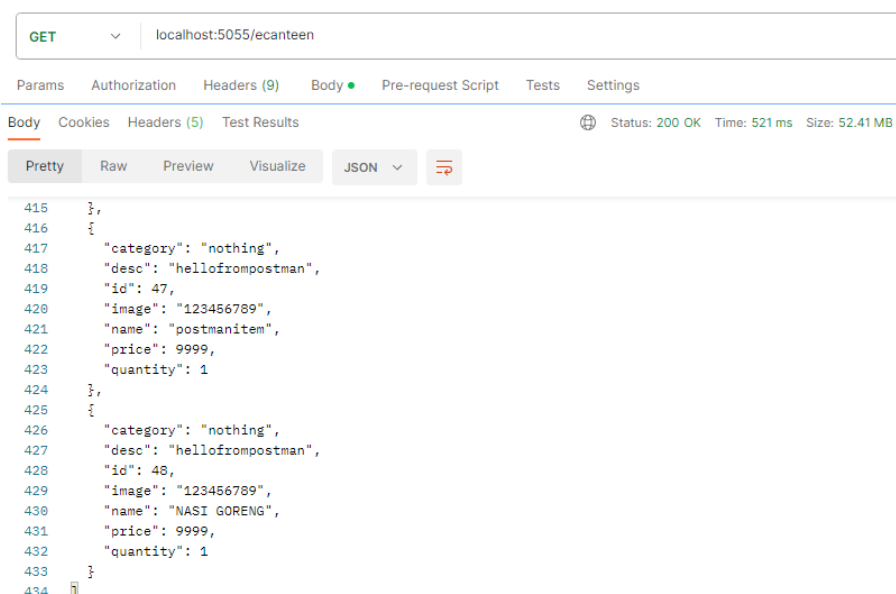 GET localhost:5055/ecanteen
Params Authorization Headers (9) Body Pre-request Script Tests Settings
Body Cookies Headers (5) Test Results Status: 200 OK Time: 521 ms Size: 52.41 MB
Pretty Raw Preview Visualize JSON
415 },
416 {
417 "category": "nothing",
418 "desc": "hellofrompostman",
419 "id": 47,
420 "image": "123456789",
421 "name": "postmanitem",
422 "price": 9999,
423 "quantity": 1
424 },
425 {
426 "category": "nothing",
427 "desc": "hellofrompostman",
428 "id": 48,
429 "image": "123456789",
430 "name": "NASI GORENG",
431 "price": 9999,
432 "quantity": 1
433 }
434 ]